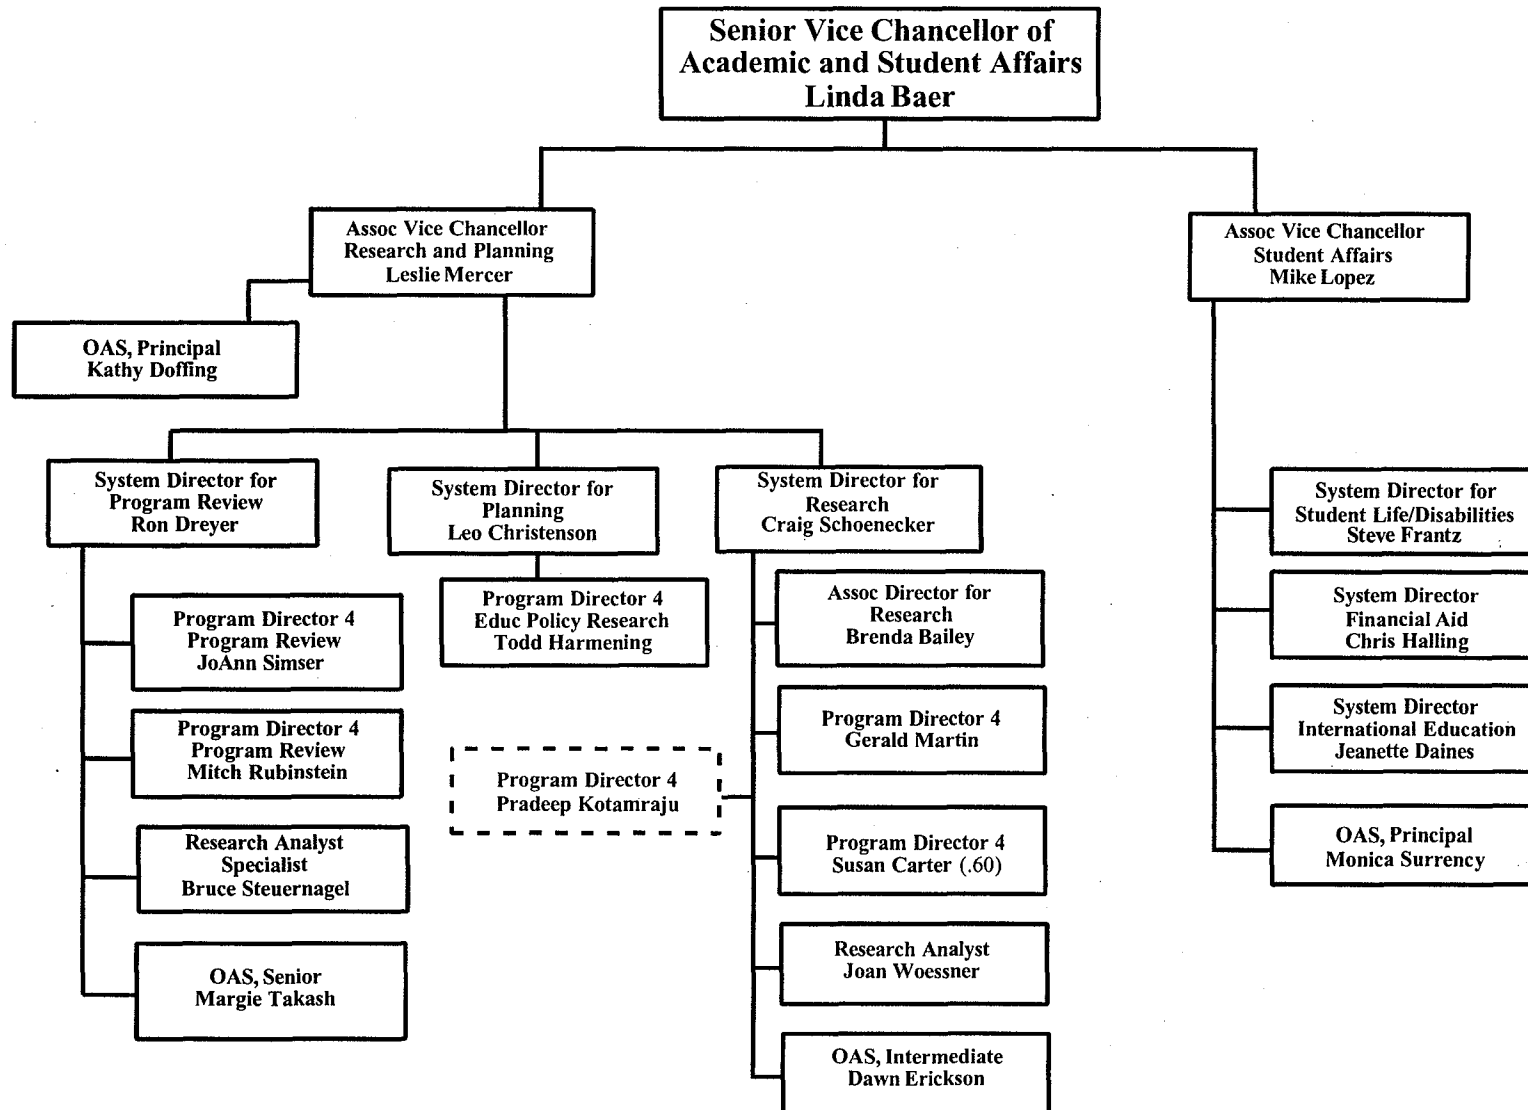 Senior Vice Chancellor of
Academic and Student Affairs
Linda Baer
Assoc Vice Chancellor
Research and Planning
Leslie Mercer
Assoc Vice Chancellor
Student Affairs
Mike Lopez
OAS, Principal
Kathy Doffing
System Director for
Program Review
Ron Dreyer
System Director for
Planning
Leo Christenson
System Director for
Research
Craig Schoenecker
System Director for
Student Life/Disabilities
Steve Frantz
Program Director 4
Program Review
JoAnn Simser
Program Director 4
Educ Policy Research
Todd Harmening
Assoc Director for
Research
Brenda Bailey
System Director
Financial Aid
Chris Halling
Program Director 4
Program Review
Mitch Rubinstein
Program Director 4
Pradeep Kotamraju
Program Director 4
Gerald Martin
System Director
International Education
Jeanette Daines
Research Analyst
Specialist
Bruce Steuernagel
Program Director 4
Susan Carter (.60)
OAS, Principal
Monica Surrency
OAS, Senior
Margie Takash
Research Analyst
Joan Woessner
OAS, Intermediate
Dawn Erickson